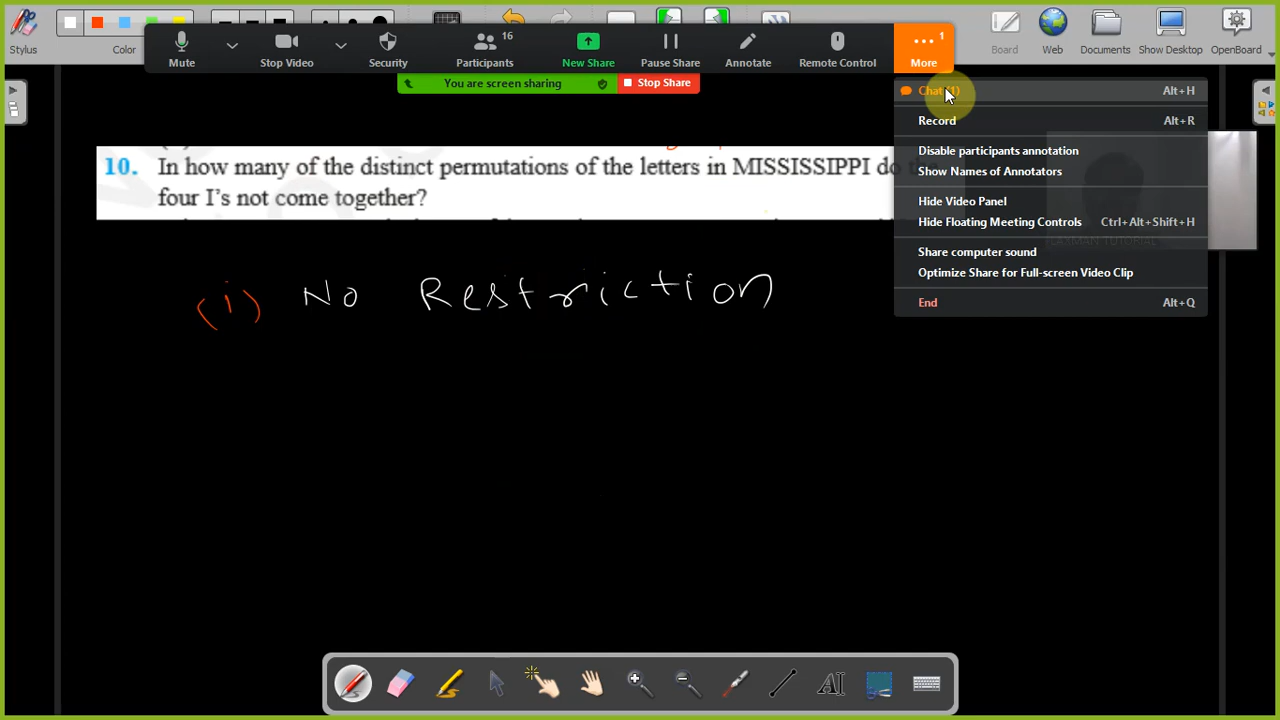 Stylus
Color
Mute
Stop Video
Security
16
Participants
New Share
Pause Share
Annotate
Remote Control
1
More
Board
Web
Documents
Show Desktop
OpenBoard
You are screen sharing
Stop Share
Alt+H
Record Alt+R
Disable participants annotation
Show Names of Annotators
Hide Video Panel
Hide Floating Meeting Controls Ctrl+Alt+Shift+H
Share computer sound
Optimize Share for Full-screen Video Clip
End Alt+Q
10. In how many of the distinct permutations of the letters in MISSISSIPPI do the
four I's not come together?
(i) No Restriction